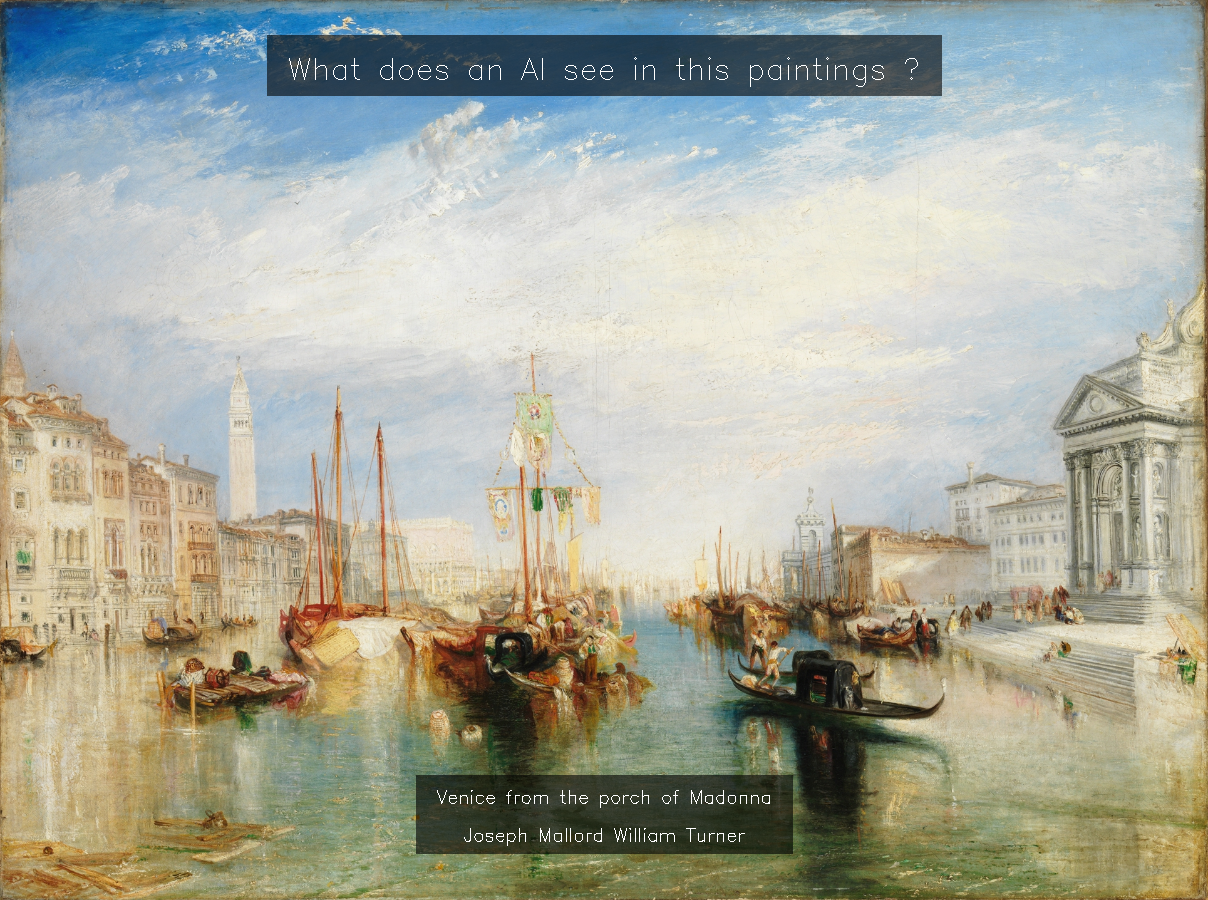 What does an AI see in this paintings ?
Venice from the porch of Madonna
Joseph Mallord William Turner